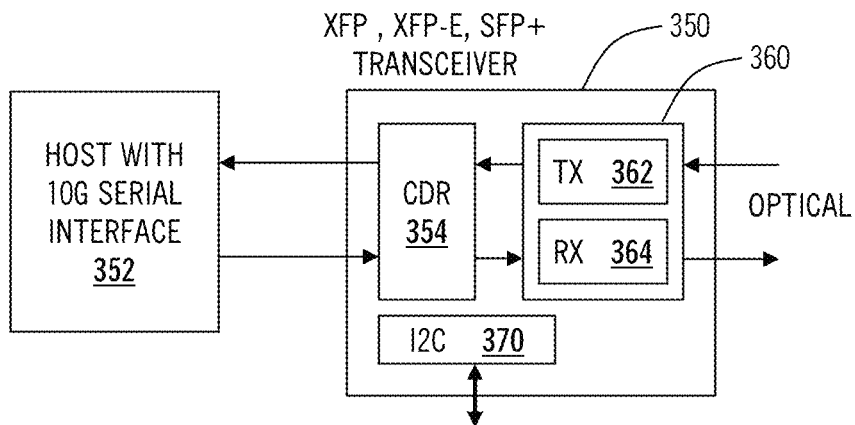 XFP , XFP-E, SFP+
TRANSCEIVER
350
360
HOST WITH
10G SERIAL
INTERFACE
352
CDR
354
TX 362
RX 364
OPTICAL
I2C 370